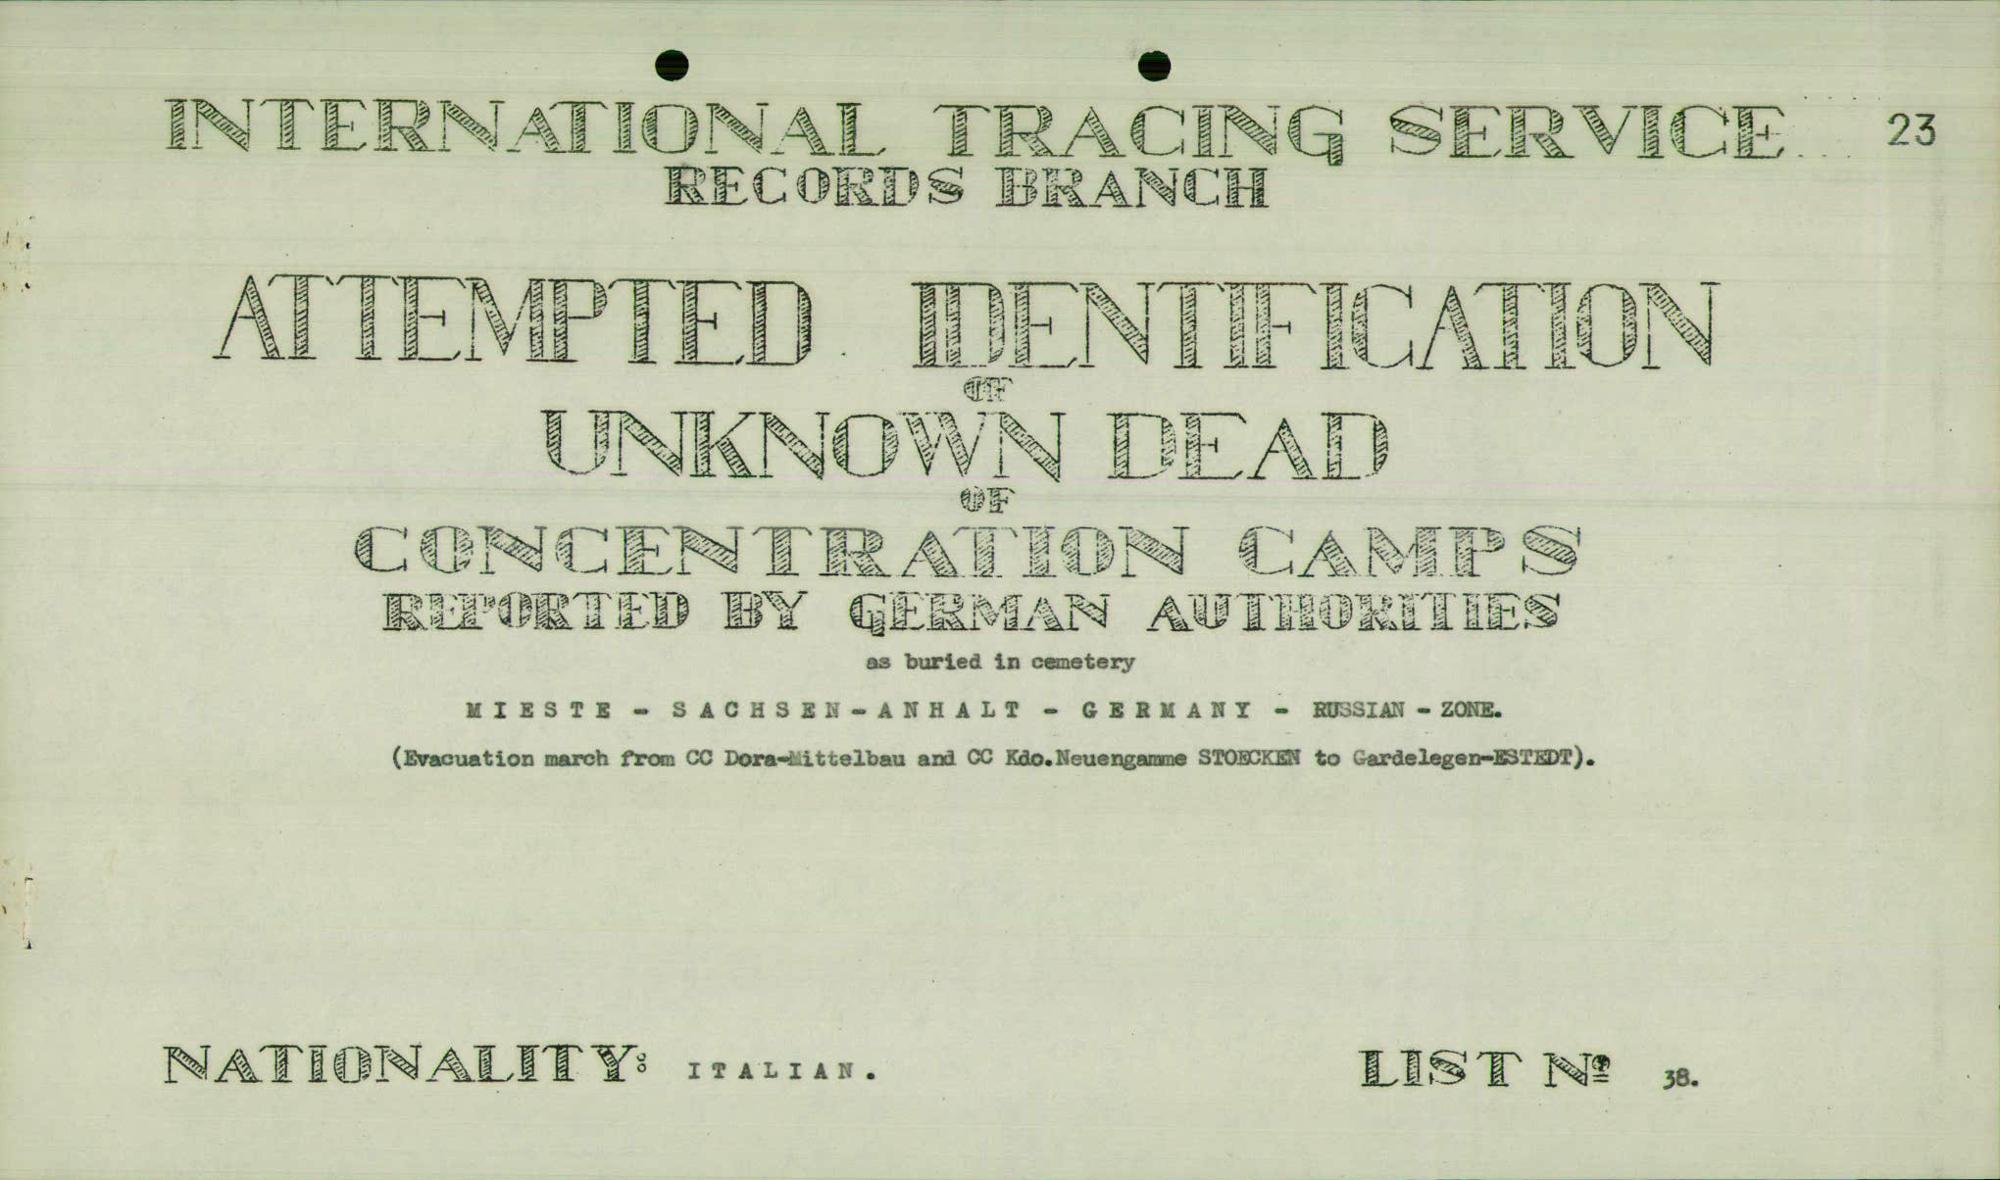 INTERNATIONAL TRACING SERVICE 23
RECORDS BRANCH
ATTEMPTED IDENTIFICATION
OF
UNKNOWN DEAD
OF
CONCENTRATION CAMPS
REPORTED BY GERMAN AUTHORITIES
as buried in cemetery
MIESTE - SACHSEN-ANHALT - GERMANY - RUSSIAN - ZONE.
(Evacuation march from CC Dora-Mittelbau and CC Kdo.Neuengamme STOECKEN to Gardelegen-ESTEDT).
NATIONALITY: ITALIAN. LIST Nº 38.